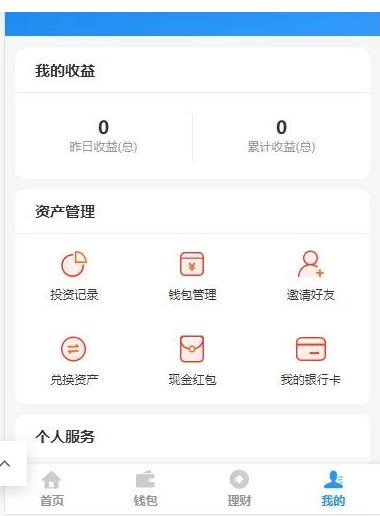 我的收益
0 0
昨日收益(总) 累计收益(总)
资产管理
¥
投资记录 钱包管理 邀请好友
兑换资产 现金红包 我的银行卡
个人服务
首页 钱包 理财 我的